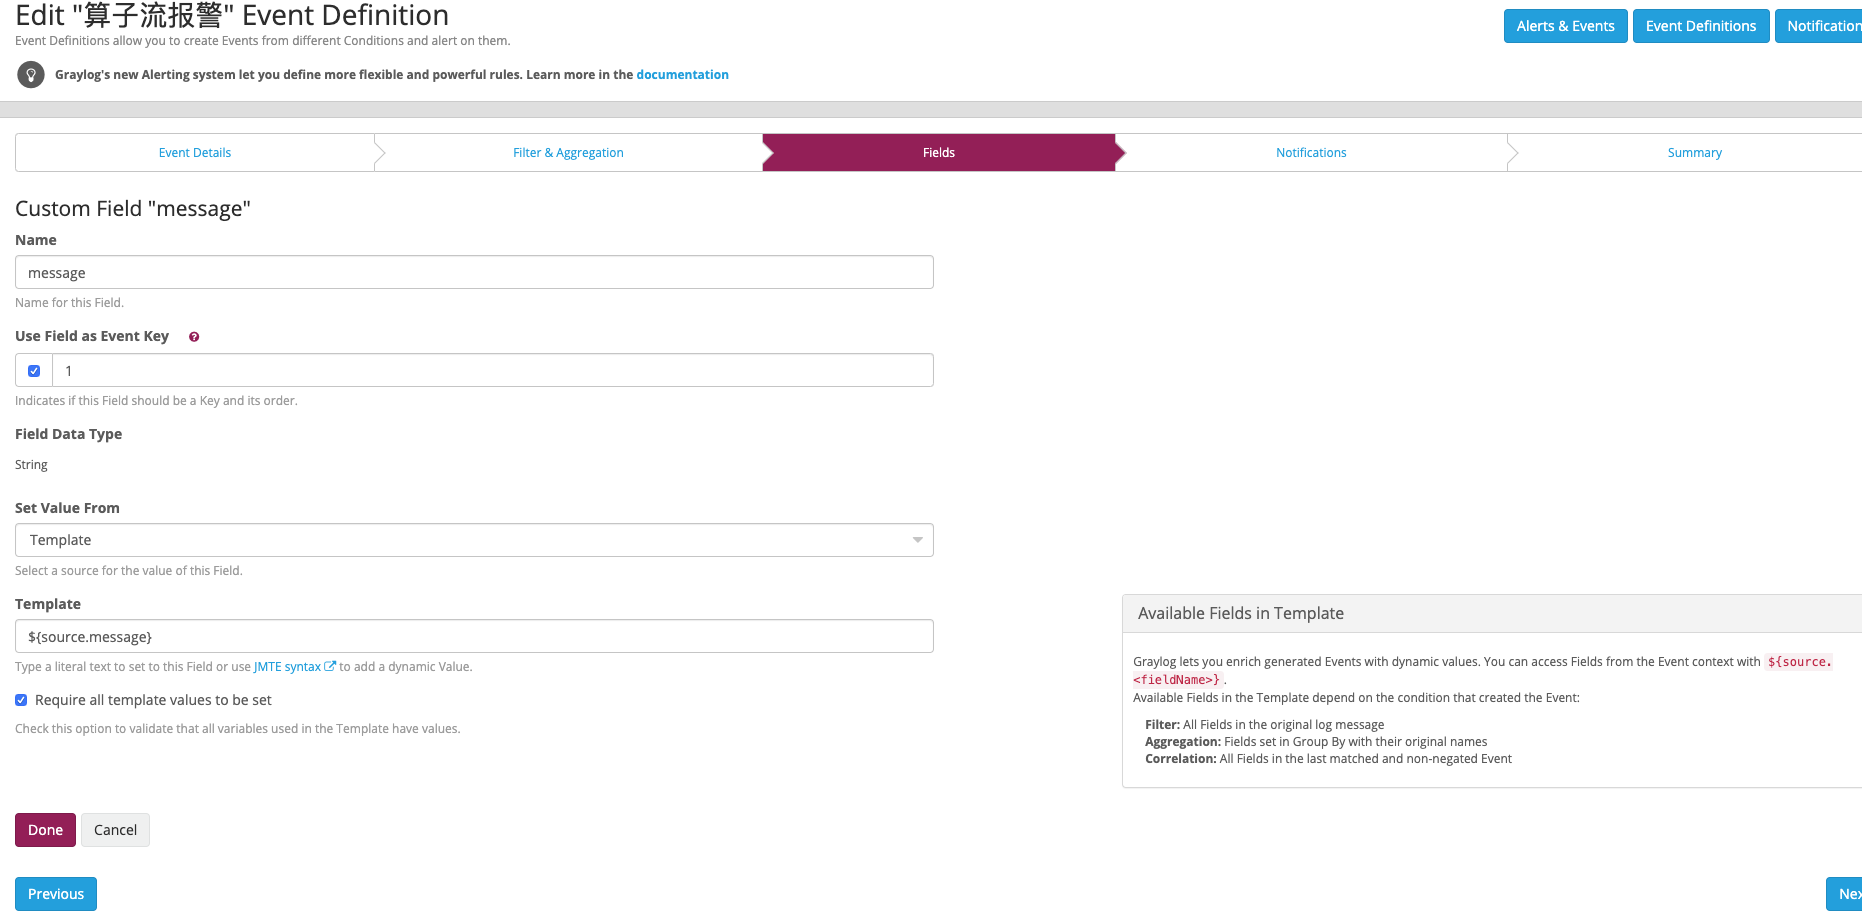 Edit "算子流报警" Event Definition
Event Definitions allow you to create Events from different Conditions and alert on them.
Alerts & Events
Event Definitions
Notification
Graylog's new Alerting system let you define more flexible and powerful rules. Learn more in the documentation
Event Details
Filter & Aggregation
Fields
Notifications
Summary
Custom Field "message"
Name
message
Name for this Field.
Use Field as Event Key
1
Indicates if this Field should be a Key and its order.
Field Data Type
String
Set Value From
Template
Select a source for the value of this Field.
Template
${source.message}
Type a literal text to set to this Field or use JMTE syntax to add a dynamic Value.
Require all template values to be set
Check this option to validate that all variables used in the Template have values.
Available Fields in Template
Graylog lets you enrich generated Events with dynamic values. You can access Fields from the Event context with ${source.
<fieldName>} .
Available Fields in the Template depend on the condition that created the Event:
Filter: All Fields in the original log message
Aggregation: Fields set in Group By with their original names
Correlation: All Fields in the last matched and non-negated Event
Done
Cancel
Previous
Nex